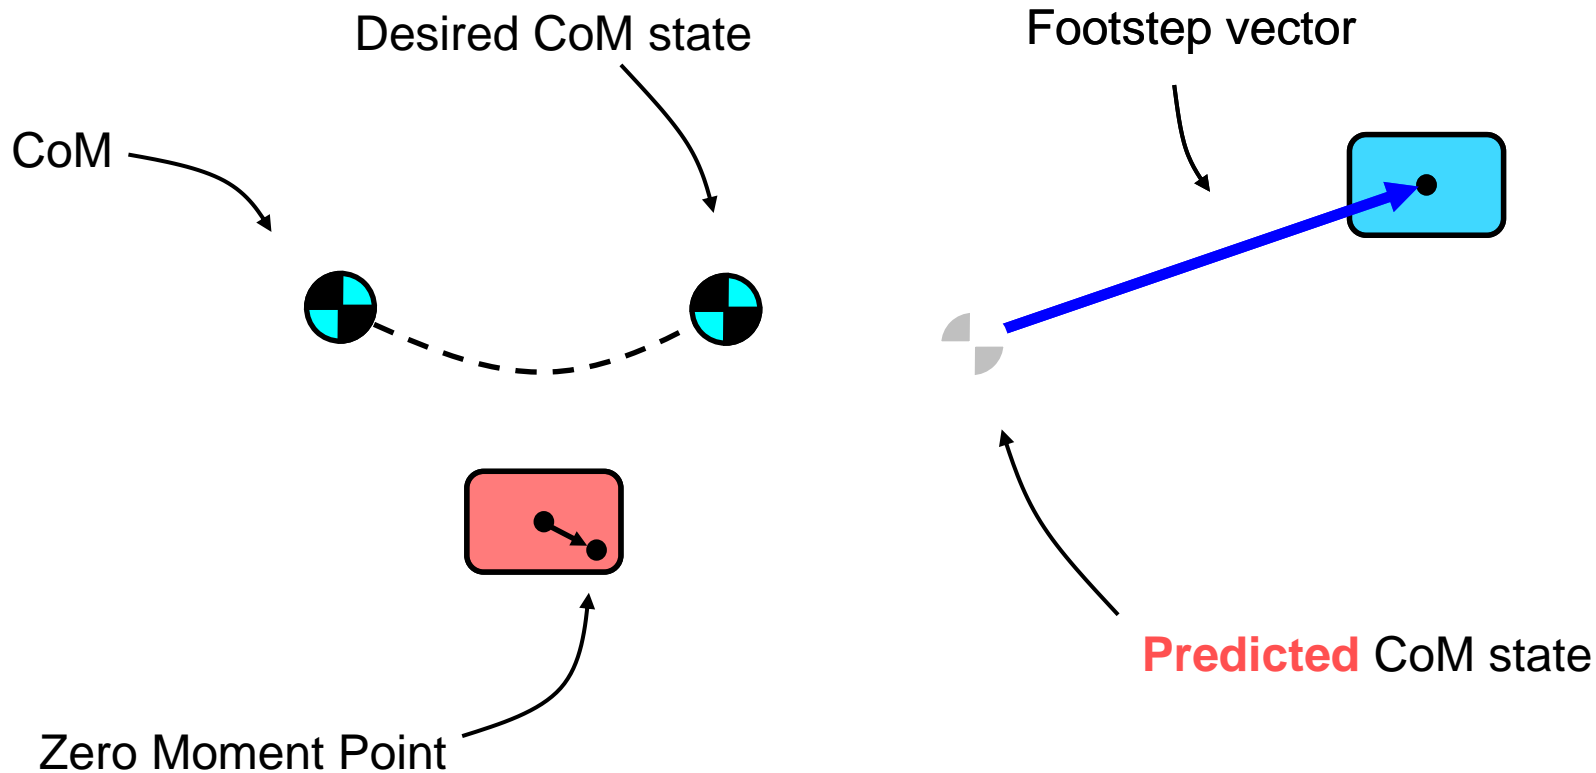 Desired CoM state
Footstep vector
CoM
Predicted CoM state
Zero Moment Point